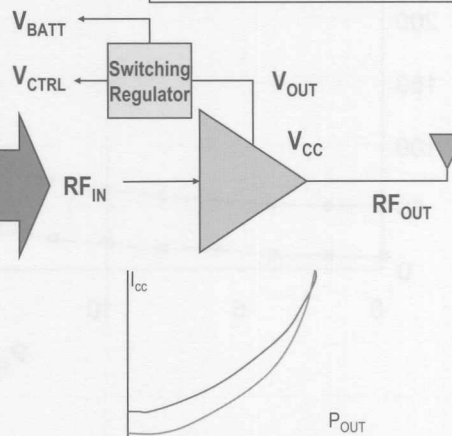 V_BATT
V_CTRL
Switching
Regulator
V_OUT
V_CC
RF_IN
RF_OUT
I_CC
P_OUT